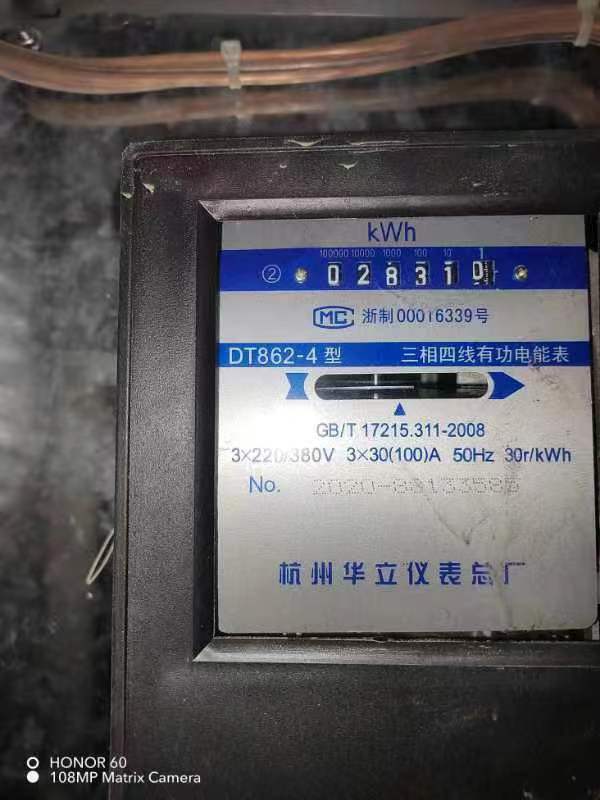 kWh
100000 10000 1000 100 10 1
② 0 2 8 3 1 0
MC 浙制00016339号
DT862-4型 三相四线有功电能表
GB/T 17215.311-2008
3×220/380V 3×30(100)A 50Hz 30r/kWh
No. 2020-83133585
杭州华立仪表总厂
HONOR 60
108MP Matrix Camera